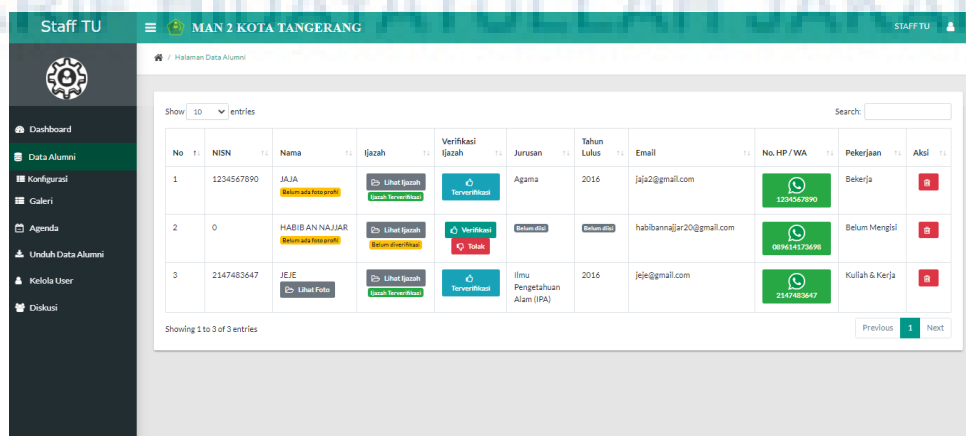 Staff TU
MAN 2 KOTA TANGERANG
STAFF TU
/ Halaman Data Alumni
Dashboard
Data Alumni
Konfigurasi
Galeri
Agenda
Unduh Data Alumni
Kelola User
Diskusi
Show 10 entries
Search:
No NISN Nama Ijazah Verifikasi Ijazah Jurusan Tahun Lulus Email No. HP / WA Pekerjaan Aksi
1 1234567890 JAJA Belum ada foto profil Lihat Ijazah Ijazah Terverifikasi Terverifikasi Agama 2016 jaja2@gmail.com 1234567890 Bekerja
2 0 HABIB AN NAJJAR Belum ada foto profil Lihat Ijazah Belum diverifikasi Verifikasi Tolak Belum diisi Belum diisi habibannajjar20@gmail.com 089614173698 Belum Mengisi
3 2147483647 JEJE Lihat Foto Lihat Ijazah Ijazah Terverifikasi Terverifikasi Ilmu Pengetahuan Alam (IPA) 2016 jeje@gmail.com 2147483647 Kuliah & Kerja
Showing 1 to 3 of 3 entries
Previous 1 Next